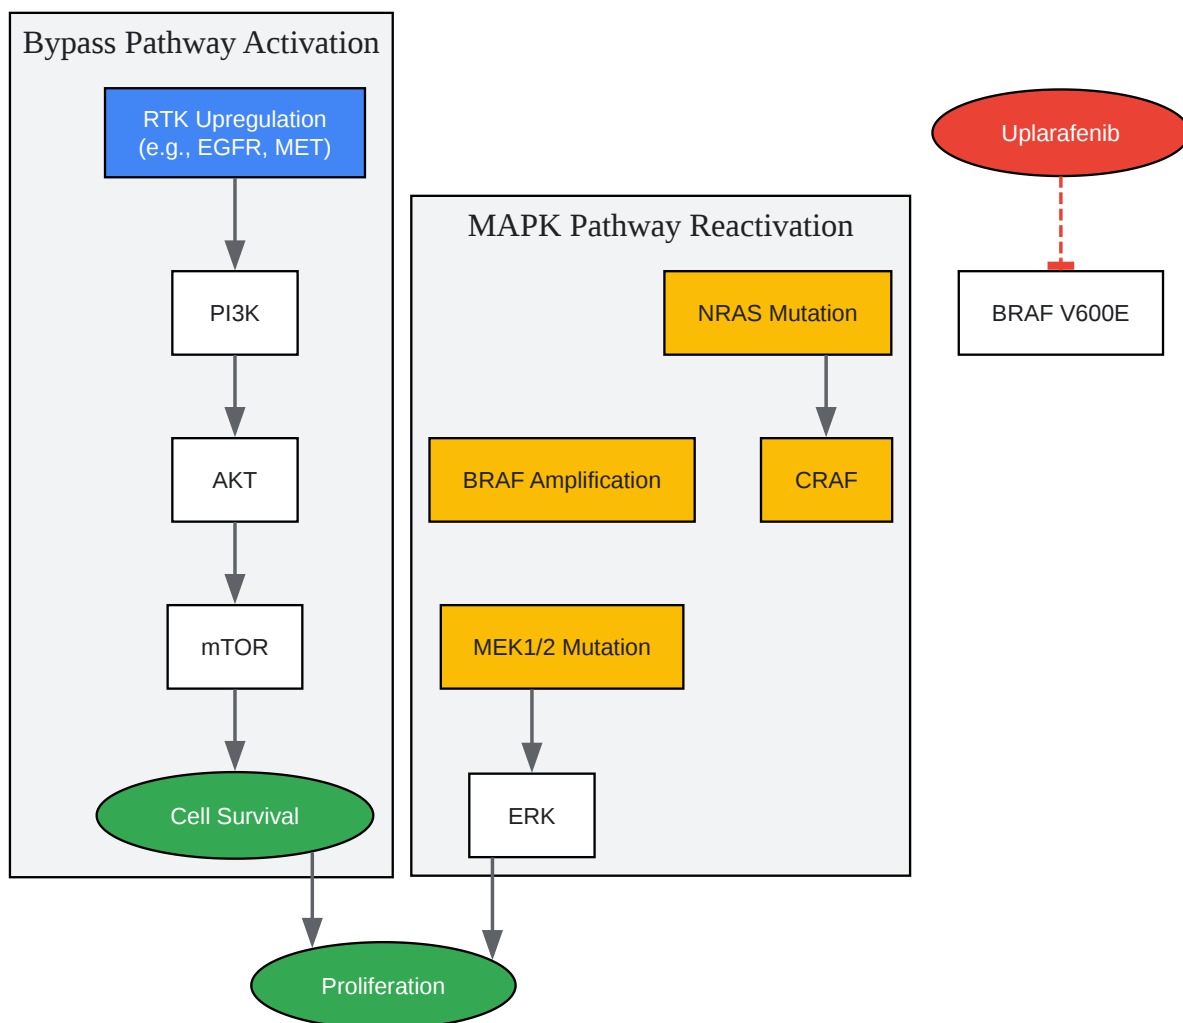 Bypass Pathway Activation
RTK Upregulation
(e.g., EGFR, MET)
PI3K
AKT
mTOR
Cell Survival
MAPK Pathway Reactivation
NRAS Mutation
BRAF Amplification
CRAF
MEK1/2 Mutation
ERK
Proliferation
Uplarafenib
BRAF V600E